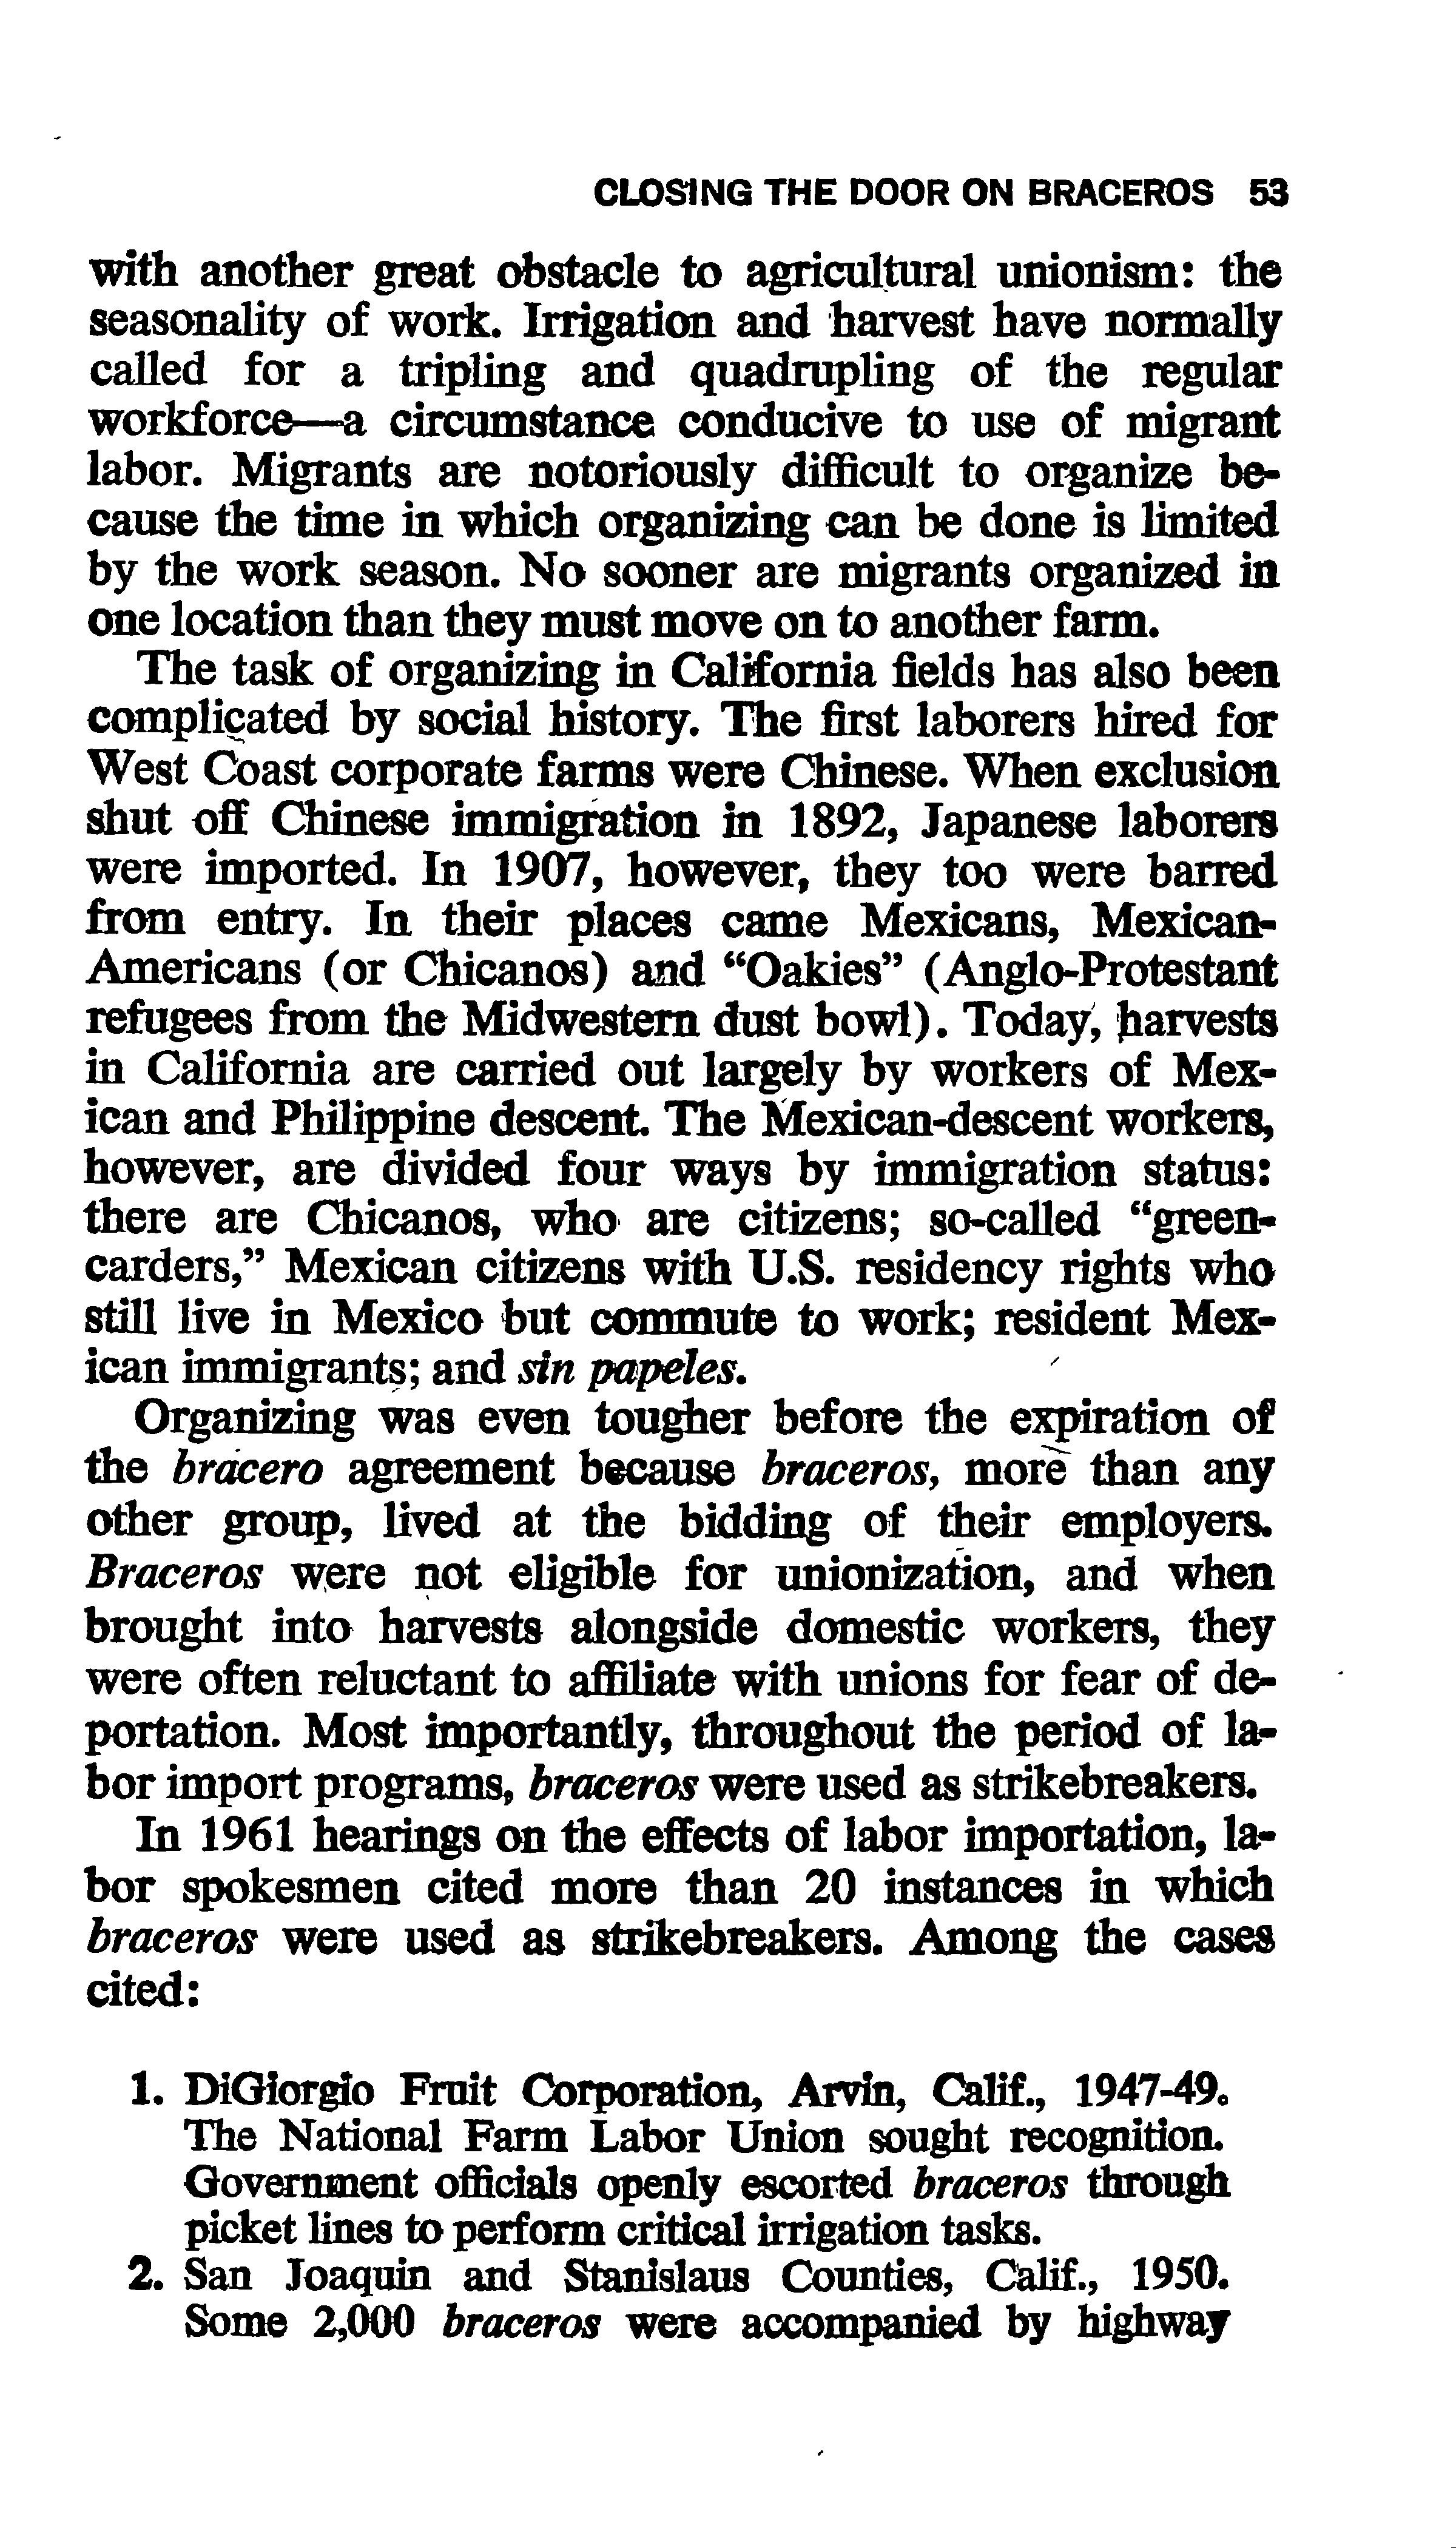 CLOSING THE DOOR ON BRACEROS 53
with another great obstacle to agricultural unionism: the
seasonality of work. Irrigation and harvest have normally
called for a tripling and quadrupling of the regular
workforce—a circumstance conducive to use of migrant
labor. Migrants are notoriously difficult to organize be-
cause the time in which organizing can be done is limited
by the work season. No sooner are migrants organized in
one location than they must move on to another farm.
The task of organizing in California fields has also been
complicated by social history. The first laborers hired for
West Coast corporate farms were Chinese. When exclusion
shut off Chinese immigration in 1892, Japanese laborers
were imported. In 1907, however, they too were barred
from entry. In their places came Mexicans, Mexican-
Americans (or Chicanos) and “Oakies” (Anglo-Protestant
refugees from the Midwestern dust bowl). Today, harvests
in California are carried out largely by workers of Mex-
ican and Philippine descent. The Mexican-descent workers,
however, are divided four ways by immigration status:
there are Chicanos, who are citizens; so-called “green-
carders,” Mexican citizens with U.S. residency rights who
still live in Mexico but commute to work; resident Mex-
ican immigrants; and sin papeles.
Organizing was even tougher before the expiration of
the bracero agreement because braceros, more than any
other group, lived at the bidding of their employers.
Braceros were not eligible for unionization, and when
brought into harvests alongside domestic workers, they
were often reluctant to affiliate with unions for fear of de-
portation. Most importantly, throughout the period of la-
bor import programs, braceros were used as strikebreakers.
In 1961 hearings on the effects of labor importation, la-
bor spokesmen cited more than 20 instances in which
braceros were used as strikebreakers. Among the cases
cited:
1. DiGiorgio Fruit Corporation, Arvin, Calif., 1947-49.
The National Farm Labor Union sought recognition.
Government officials openly escorted braceros through
picket lines to perform critical irrigation tasks.
2. San Joaquin and Stanislaus Counties, Calif., 1950.
Some 2,000 braceros were accompanied by highway